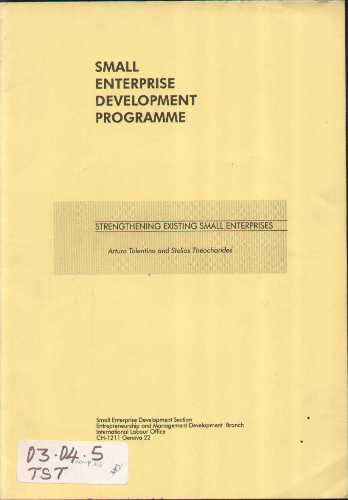 SMALL
ENTERPRISE
DEVELOPMENT
PROGRAMME
STRENGTHENING EXISTING SMALL ENTERPRISES
Arturo Tolentino and Stelios Theocharides
Small Enterprise Development Section
Entrepreneurship and Management Development Branch
International Labour Office
CH-1211 Geneva 22
03·04·5
TST